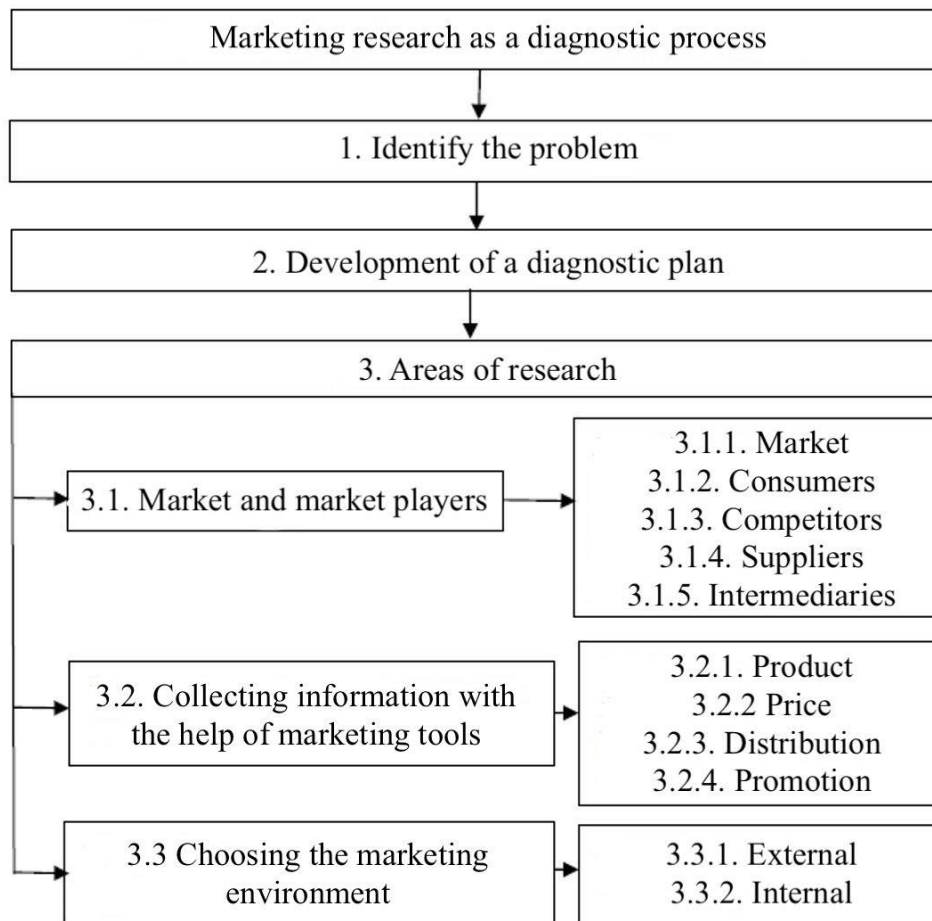 Marketing research as a diagnostic process
1. Identify the problem
2. Development of a diagnostic plan
3. Areas of research
3.1. Market and market players
3.1.1. Market
3.1.2. Consumers
3.1.3. Competitors
3.1.4. Suppliers
3.1.5. Intermediaries
3.2. Collecting information with
the help of marketing tools
3.2.1. Product
3.2.2 Price
3.2.3. Distribution
3.2.4. Promotion
3.3 Choosing the marketing
environment
3.3.1. External
3.3.2. Internal